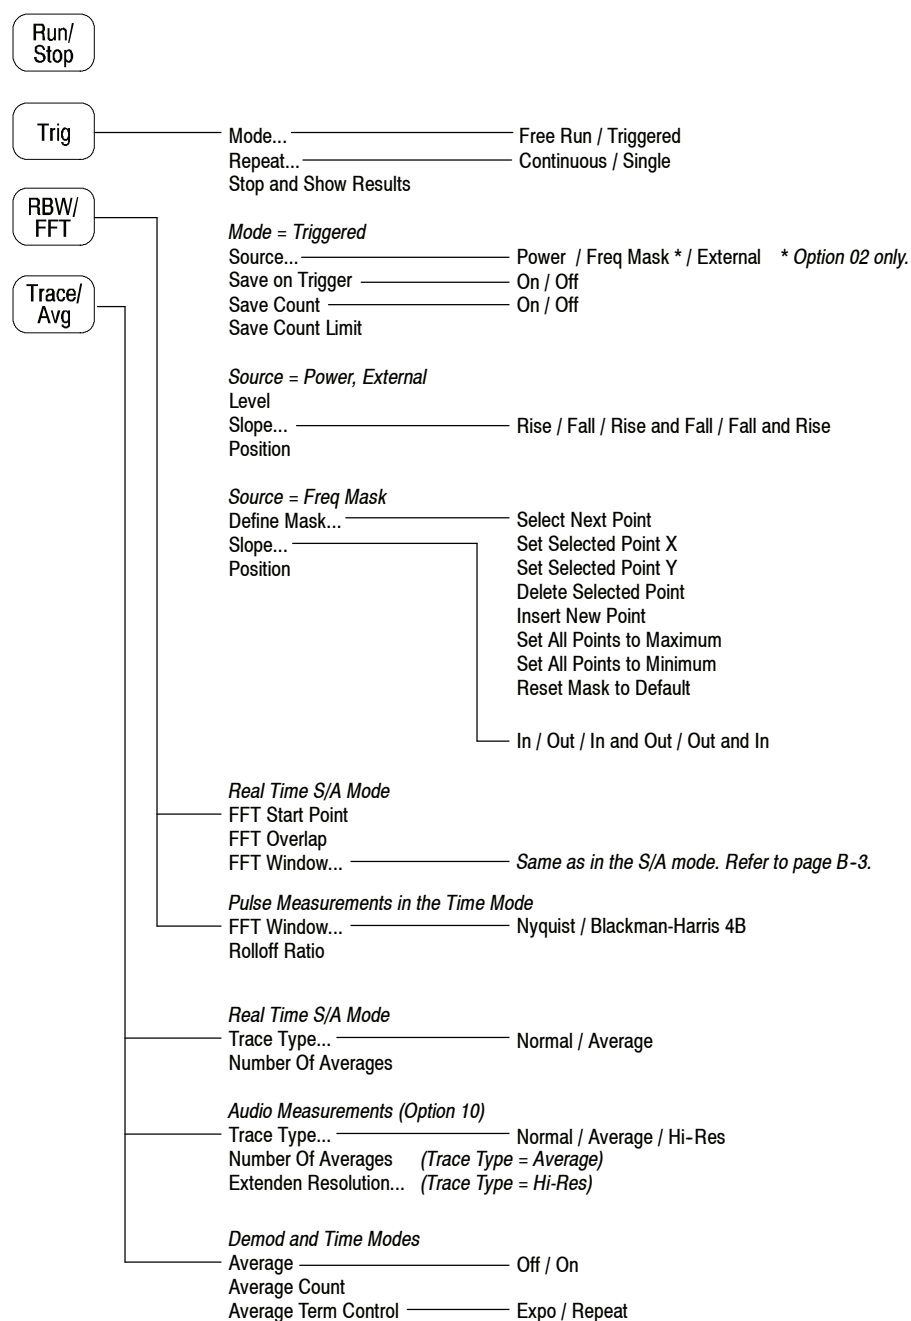 Run/
Stop
Trig
Mode... Free Run / Triggered
Repeat... Continuous / Single
Stop and Show Results
RBW/
FFT
Mode = Triggered
Source... Power / Freq Mask * / External * Option 02 only.
Save on Trigger On / Off
Trace/
Avg
Save Count On / Off
Save Count Limit
Source = Power, External
Level
Slope... Rise / Fall / Rise and Fall / Fall and Rise
Position
Source = Freq Mask
Define Mask... Select Next Point
Slope... Set Selected Point X
Position Set Selected Point Y
Delete Selected Point
Insert New Point
Set All Points to Maximum
Set All Points to Minimum
Reset Mask to Default
In / Out / In and Out / Out and In
Real Time S/A Mode
FFT Start Point
FFT Overlap
FFT Window... Same as in the S/A mode. Refer to page B-3.
Pulse Measurements in the Time Mode
FFT Window... Nyquist / Blackman-Harris 4B
Rolloff Ratio
Real Time S/A Mode
Trace Type... Normal / Average
Number Of Averages
Audio Measurements (Option 10)
Trace Type... Normal / Average / Hi-Res
Number Of Averages (Trace Type = Average)
Extenden Resolution... (Trace Type = Hi-Res)
Demod and Time Modes
Average Off / On
Average Count
Average Term Control Expo / Repeat